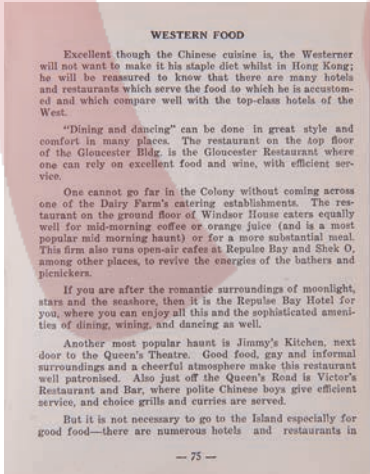 WESTERN FOOD
Excellent though the Chinese cuisine is, the Westerner
will not want to make it his staple diet whilst in Hong Kong;
he will be reassured to know that there are many hotels
and restaurants which serve the food to which he is accustom-
ed and which compare well with the top-class hotels of the
West.
"Dining and dancing" can be done in great style and
comfort in many places. The restaurant on the top floor
of the Gloucester Bldg. is the Gloucester Restaurant where
one can rely on excellent food and wine, with efficient ser-
vice.
One cannot go far in the Colony without coming across
one of the Dairy Farm's catering establishments. The res-
taurant on the ground floor of Windsor House caters equally
well for mid-morning coffee or orange juice (and is a most
popular mid morning haunt) or for a more substantial meal.
This firm also runs open-air cafes at Repulse Bay and Shek O,
among other places, to revive the energies of the bathers and
picnickers.
If you are after the romantic surroundings of moonlight,
stars and the seashore, then it is the Repulse Bay Hotel for
you, where you can enjoy all this and the sophisticated ameni-
ties of dining, wining, and dancing as well.
Another most popular haunt is Jimmy's Kitchen, next
door to the Queen's Theatre. Good food, gay and informal
surroundings and a cheerful atmosphere make this restaurant
well patronised. Also just off the Queen's Road is Victor's
Restaurant and Bar, where polite Chinese boys give efficient
service, and choice grills and curries are served.
But it is not necessary to go to the Island especially for
good food—there are numerous hotels and restaurants in
— 75 —